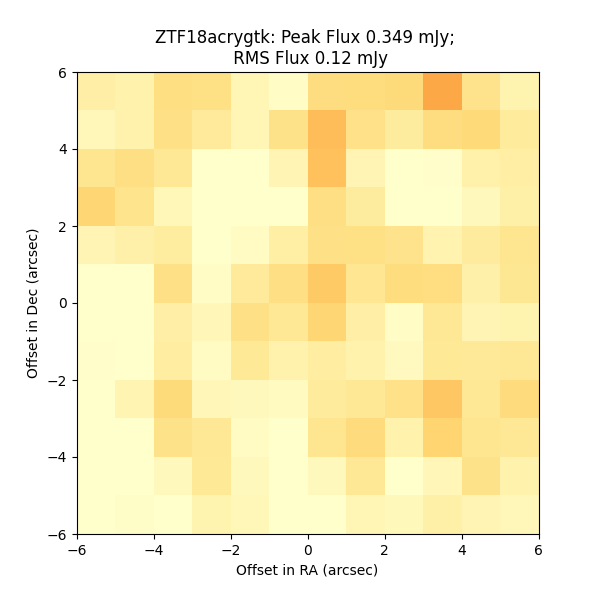 ZTF18acrygtk: Peak Flux 0.349 mJy;
RMS Flux 0.12 mJy
6
4
2
0
−2
−4
−6
Offset in Dec (arcsec)
−6 −4 −2 0 2 4 6
Offset in RA (arcsec)